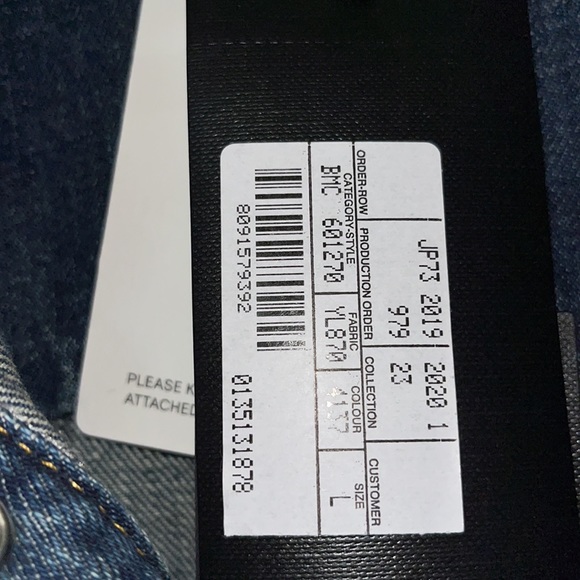 JP73 2019 2020 1
979 23
ORDER-ROW PRODUCTION ORDER COLLECTION CUSTOMER
CATEGORY-STYLE FABRIC COLOUR SIZE
BMC 601270 YL870 4137 L
8091579392
0135131878
PLEASE K
ATTACHED